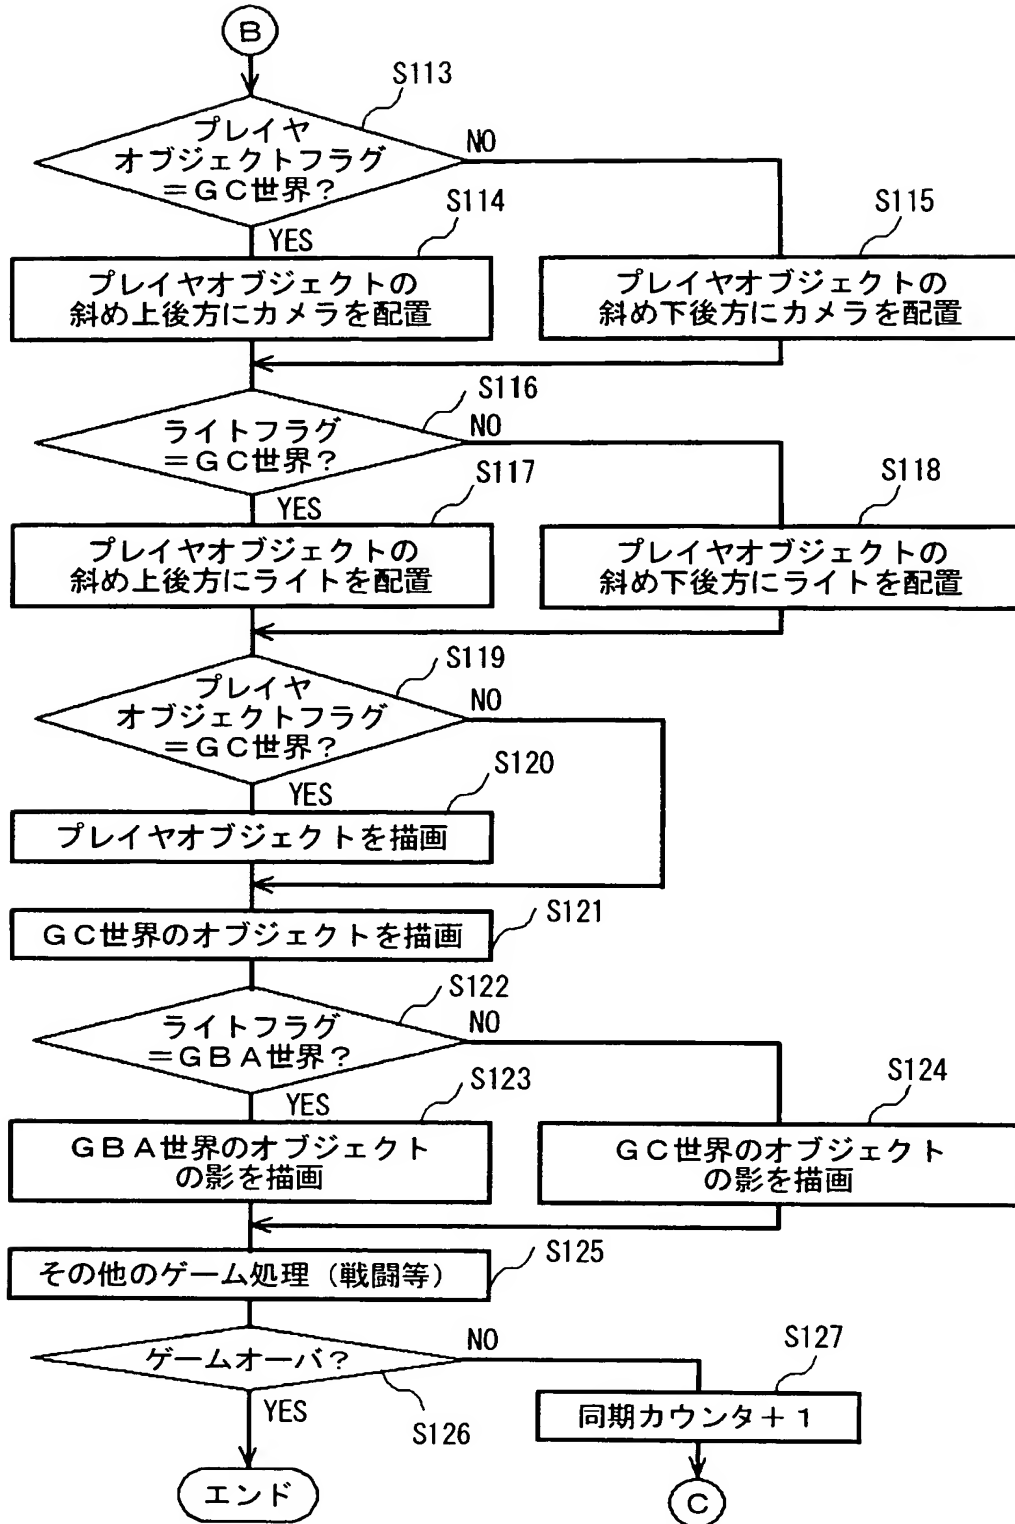 B
S113
プレイヤ
オブジェクトフラグ
＝ＧＣ世界？
NO
YES
S114
プレイヤオブジェクトの
斜め上後方にカメラを配置
S115
プレイヤオブジェクトの
斜め下後方にカメラを配置
S116
ライトフラグ
＝ＧＣ世界？
NO
YES
S117
プレイヤオブジェクトの
斜め上後方にライトを配置
S118
プレイヤオブジェクトの
斜め下後方にライトを配置
S119
プレイヤ
オブジェクトフラグ
＝ＧＣ世界？
NO
YES
S120
プレイヤオブジェクトを描画
S121
ＧＣ世界のオブジェクトを描画
S122
ライトフラグ
＝ＧＢＡ世界？
NO
YES
S123
ＧＢＡ世界のオブジェクト
の影を描画
S124
ＧＣ世界のオブジェクト
の影を描画
S125
その他のゲーム処理（戦闘等）
ゲームオーバ？
NO
YES
S126
S127
同期カウンタ＋１
エンド
C